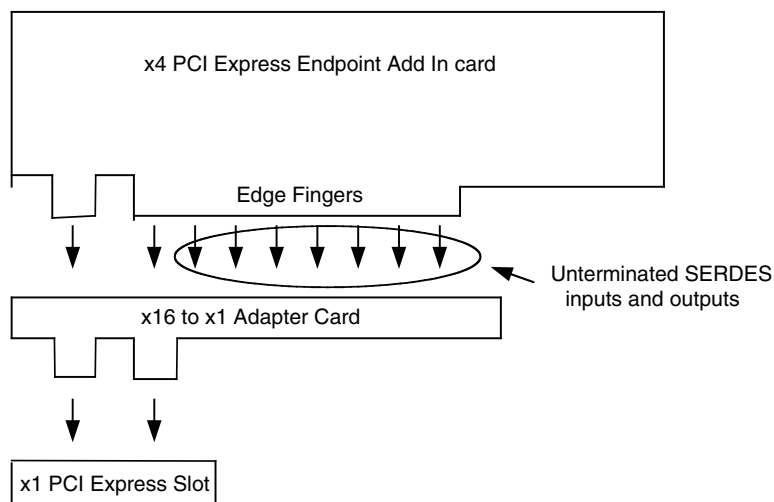 x4 PCI Express Endpoint Add In card
Edge Fingers
Unterminated SERDES
inputs and outputs
x16 to x1 Adapter Card
x1 PCI Express Slot